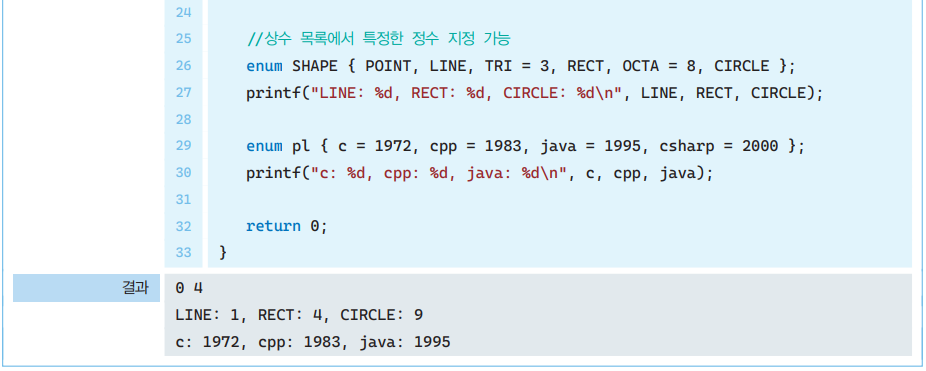 24
25 //상수 목록에서 특정한 정수 지정 가능
26 enum SHAPE { POINT, LINE, TRI = 3, RECT, OCTA = 8, CIRCLE };
27 printf("LINE: %d, RECT: %d, CIRCLE: %d\n", LINE, RECT, CIRCLE);
28
29 enum pl { c = 1972, cpp = 1983, java = 1995, csharp = 2000 };
30 printf("c: %d, cpp: %d, java: %d\n", c, cpp, java);
31
32 return 0;
33 }
결과 0 4
LINE: 1, RECT: 4, CIRCLE: 9
c: 1972, cpp: 1983, java: 1995